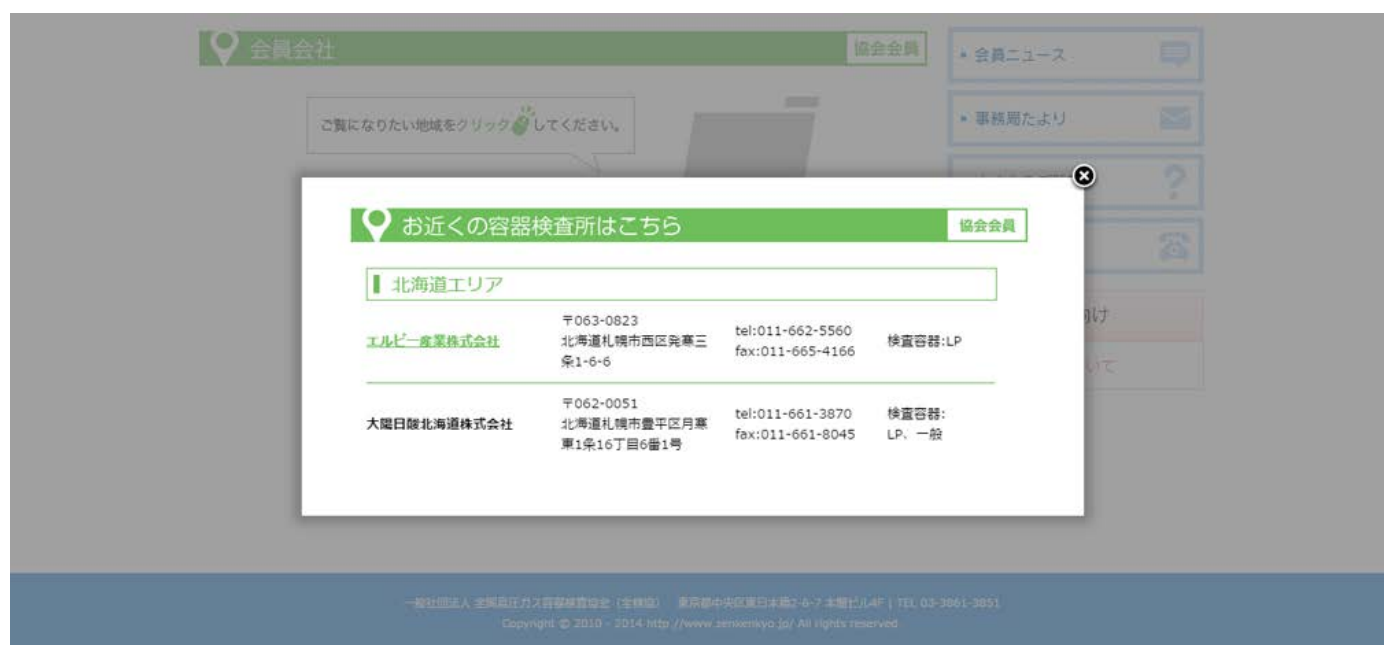 会員会社
協会会員
・会員ニュース
ご覧になりたい地域をクリックしてください。
・事務局たより
お近くの容器検査所はこちら
協会会員
北海道エリア
エルピー産業株式会社
〒063-0823
北海道札幌市西区発寒三
条1-6-6
tel:011-662-5560
fax:011-665-4166
検査容器:LP
大陽日酸北海道株式会社
〒062-0051
北海道札幌市豊平区月寒
東1条16丁目6番1号
tel:011-661-3870
fax:011-661-8045
検査容器:
LP、一般
向け
いて
一般社団法人 全国高圧ガス容器検査協会（全検協） 東京都中央区東日本橋2-6-7 4F | TEL 03-3861-3851
Copyright © 2010 - 2014 http://www.zenkenkyo.jp/ All rights reserved